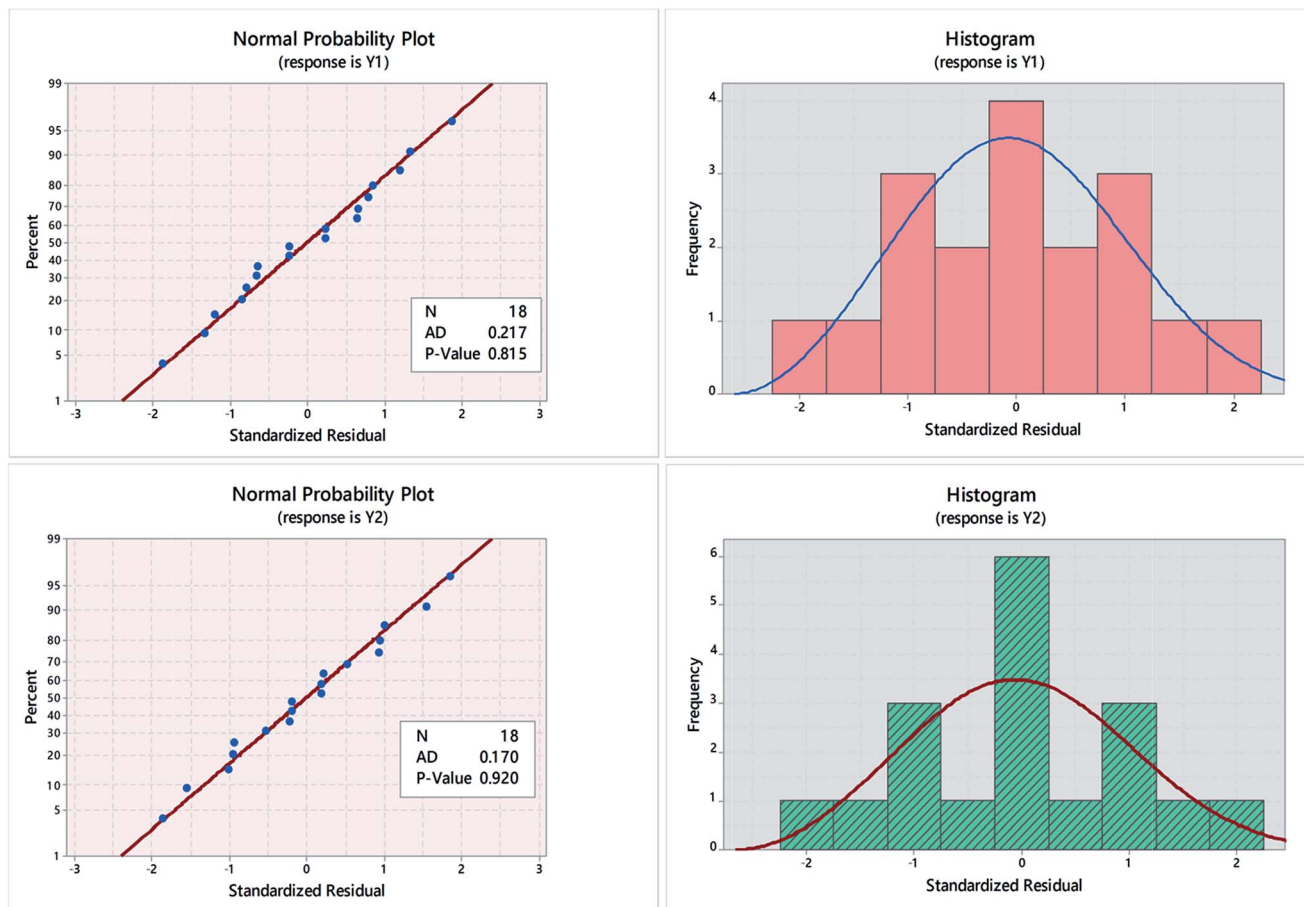 Normal Probability Plot
(response is Y1)
99
95
90
80
70
60
50
40
30
20
10
5
1
Percent
N 18
AD 0.217
P-Value 0.815
-3 -2 -1 0 1 2 3
Standardized Residual
Histogram
(response is Y1)
4
3
2
1
0
Frequency
-2 -1 0 1 2
Standardized Residual
Normal Probability Plot
(response is Y2)
99
95
90
80
70
60
50
40
30
20
10
5
1
Percent
N 18
AD 0.170
P-Value 0.920
-3 -2 -1 0 1 2 3
Standardized Residual
Histogram
(response is Y2)
6
5
4
3
2
1
0
Frequency
-2 -1 0 1 2
Standardized Residual